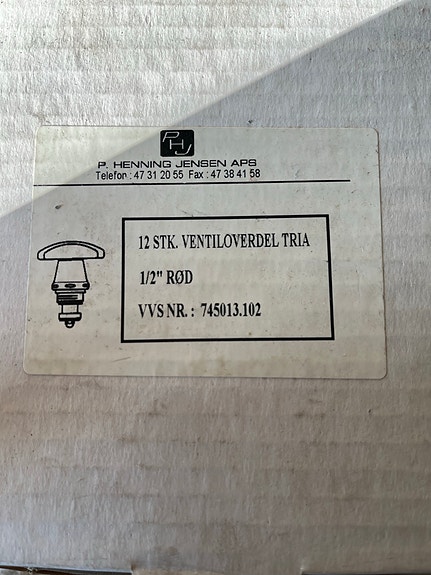 PHJ
P. HENNING JENSEN APS
Telefon : 47 31 20 55 Fax : 47 38 41 58
12 STK. VENTILOVERDEL TRIA
1/2" RØD
VVS NR. : 745013.102